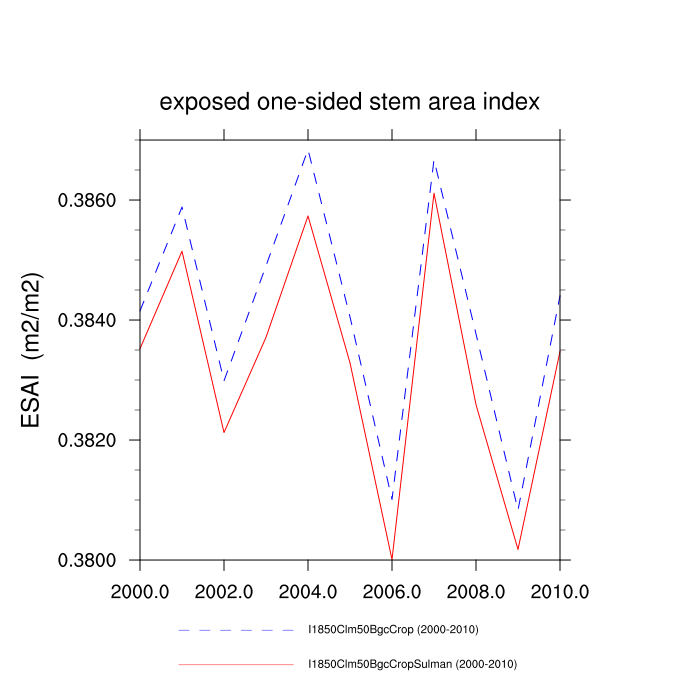 exposed one-sided stem area index
0.3860
0.3840
0.3820
0.3800
ESAI (m2/m2)
2000.0 2002.0 2004.0 2006.0 2008.0 2010.0
I1850Clm50BgcCrop (2000-2010)
I1850Clm50BgcCropSulman (2000-2010)